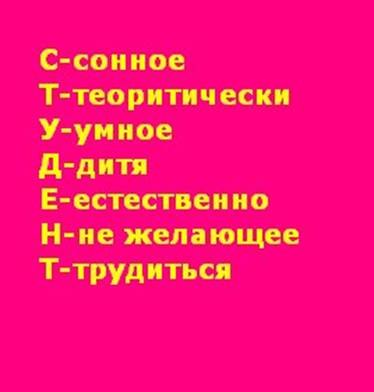 С-сонное
Т-теоритически
У-умное
Д-дитя
Е-естественно
Н-не желающее
Т-трудиться